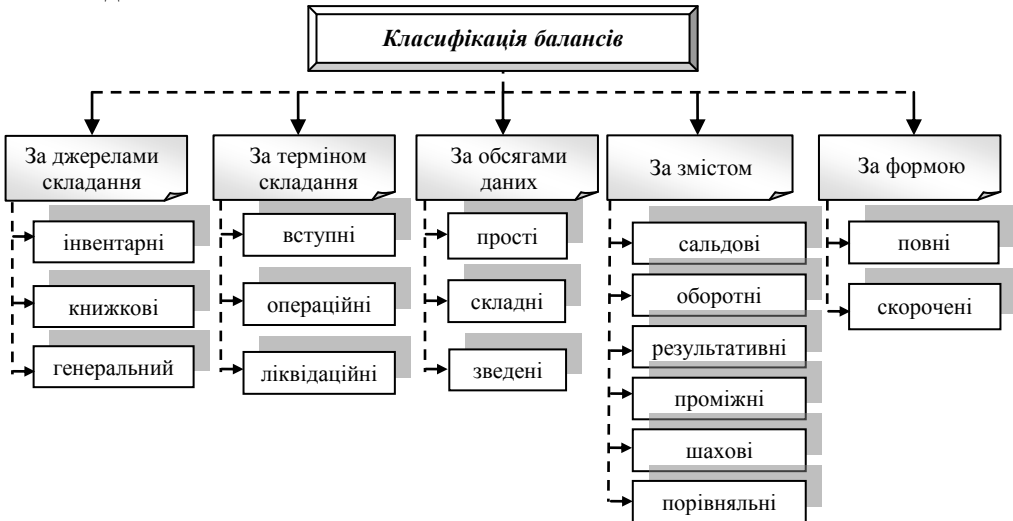 Класифікація балансів
За джерелами
складання
інвентарні
книжкові
генеральний
За терміном
складання
вступні
операційні
ліквідаційні
За обсягами
даних
прості
складні
зведені
За змістом
сальдові
оборотні
результативні
проміжні
шахові
порівняльні
За формою
повні
скорочені